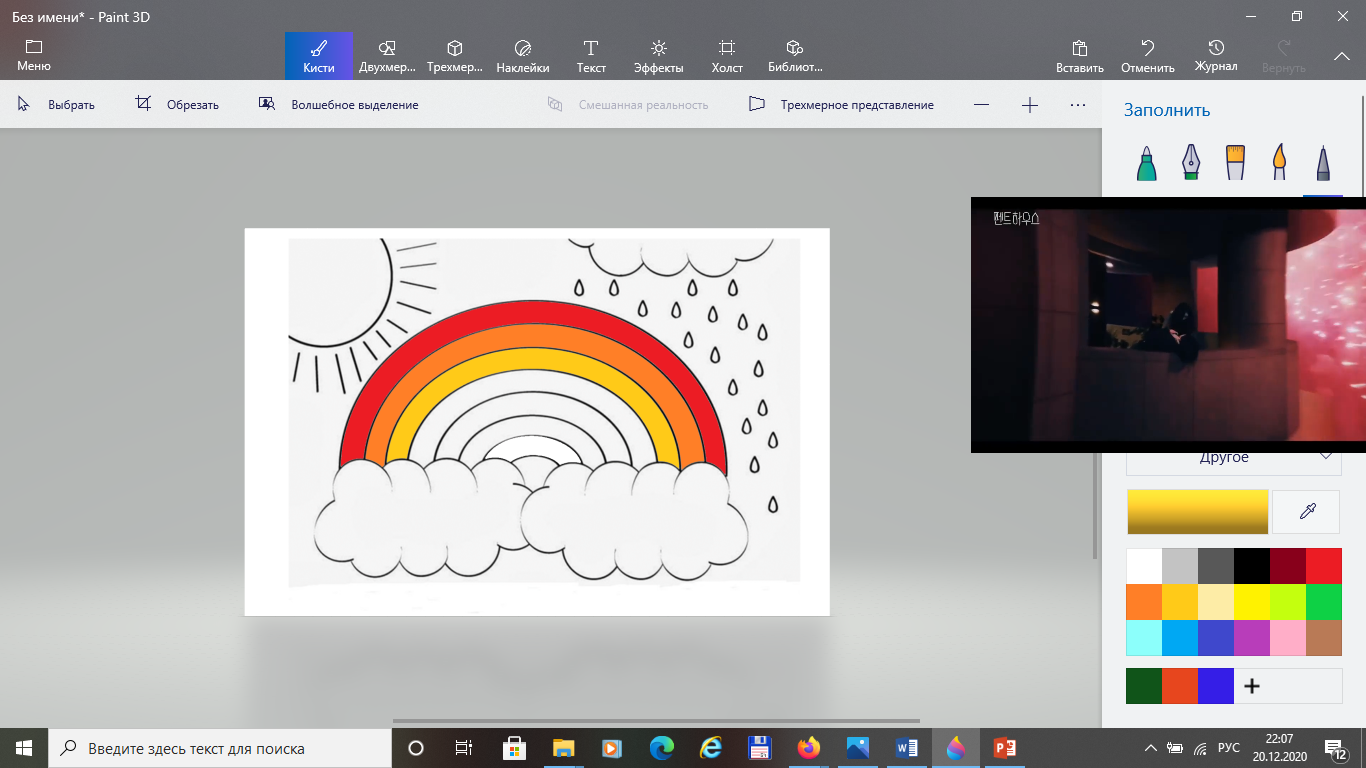 Без имени* - Paint 3D
Меню
Кисти
Двухмер...
Трехмер...
Наклейки
Текст
Эффекты
Холст
Библиот...
Вставить
Отменить
Журнал
Вернуть
Выбрать
Обрезать
Волшебное выделение
Смешанная реальность
Трехмерное представление
Заполнить
펜트하우스
Другое
Введите здесь текст для поиска
РУС
22:07
20.12.2020
12